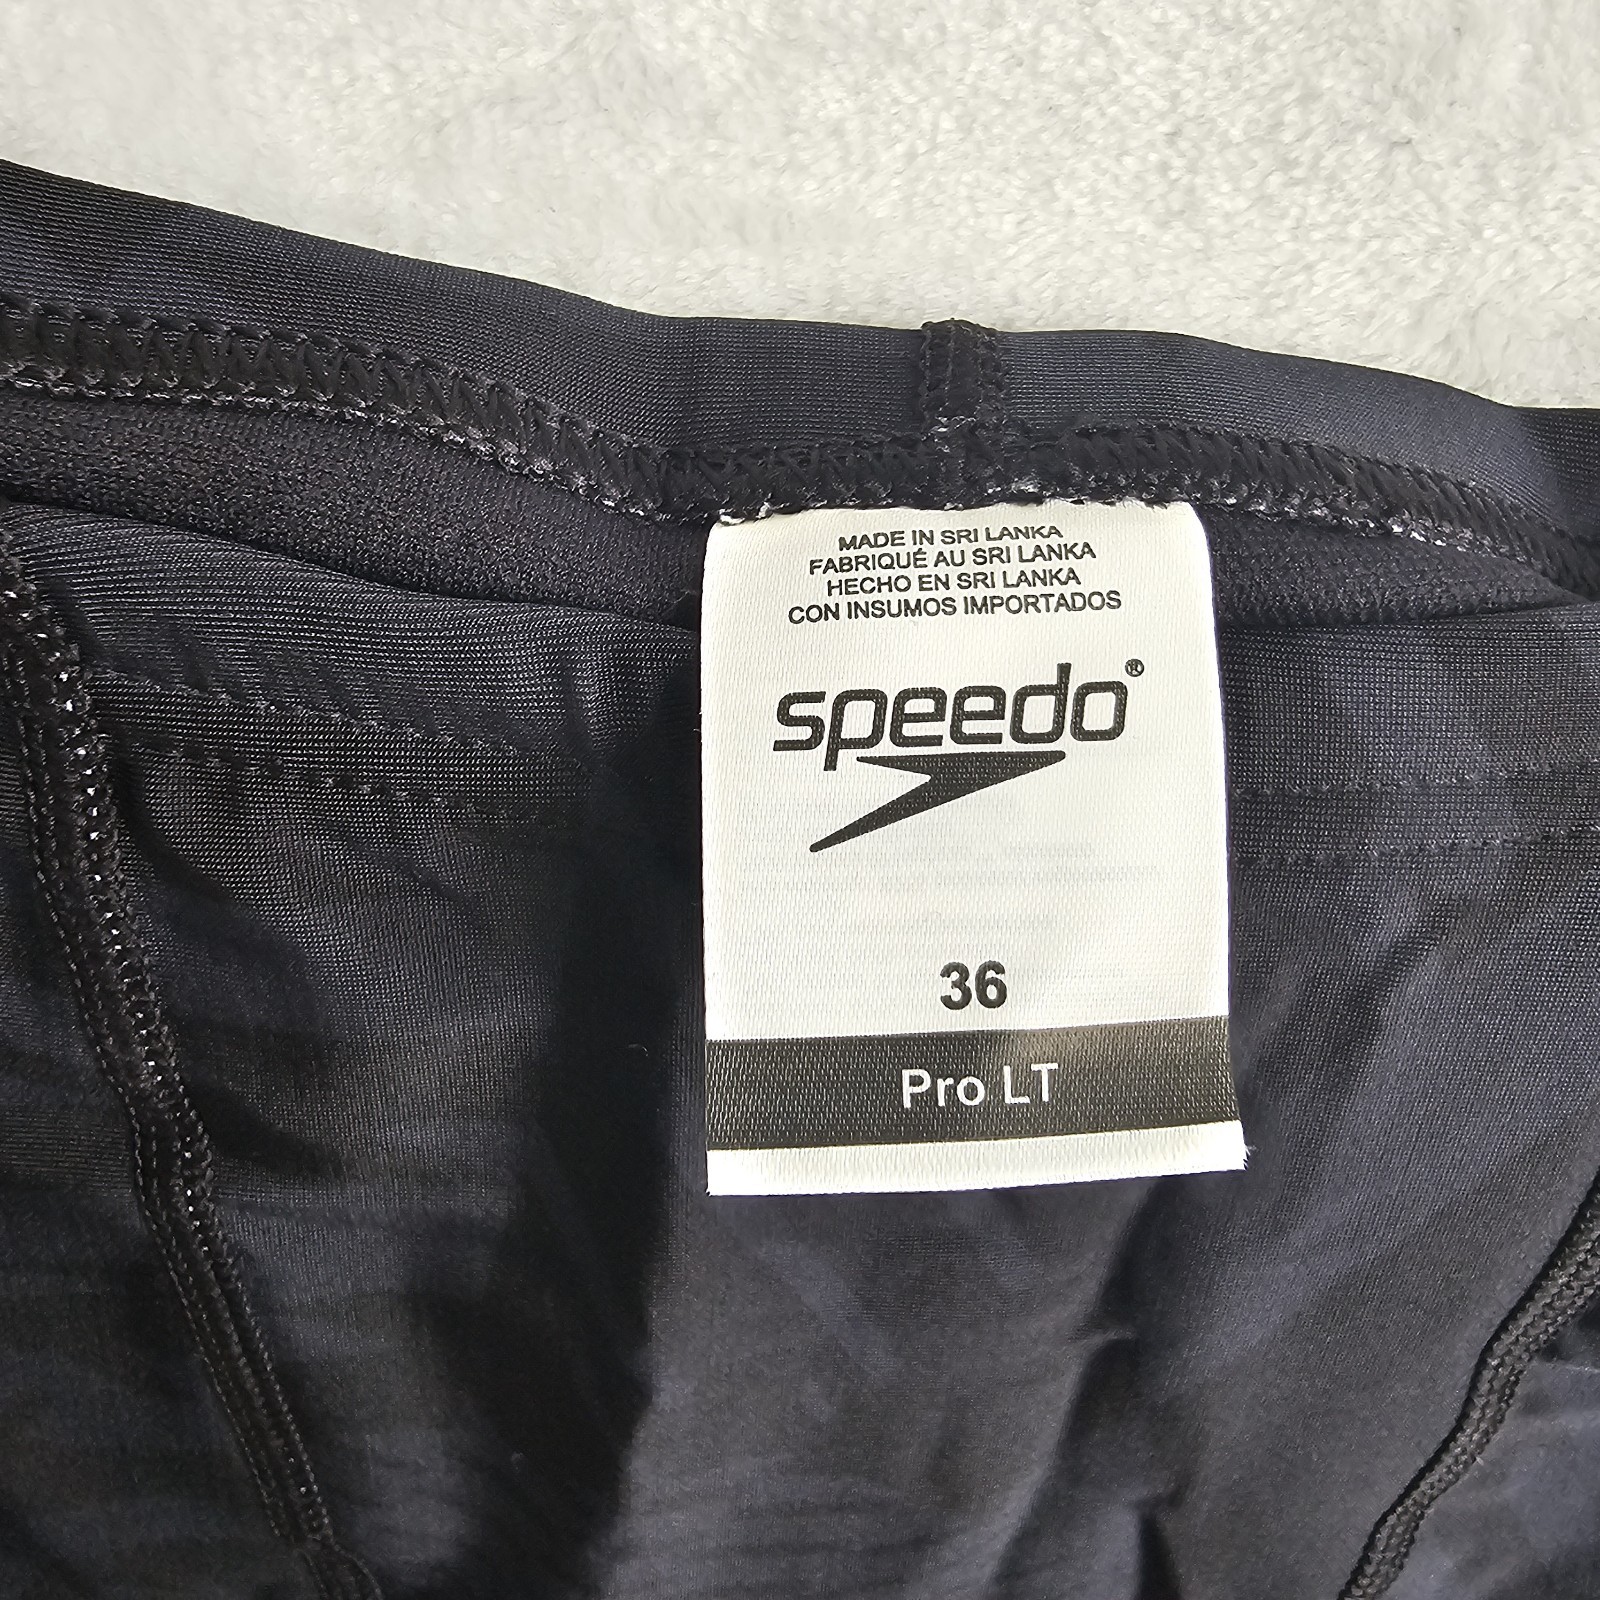 MADE IN SRI LANKA
FABRIQUÉ AU SRI LANKA
HECHO EN SRI LANKA
CON INSUMOS IMPORTADOS
speedo®
36
Pro LT